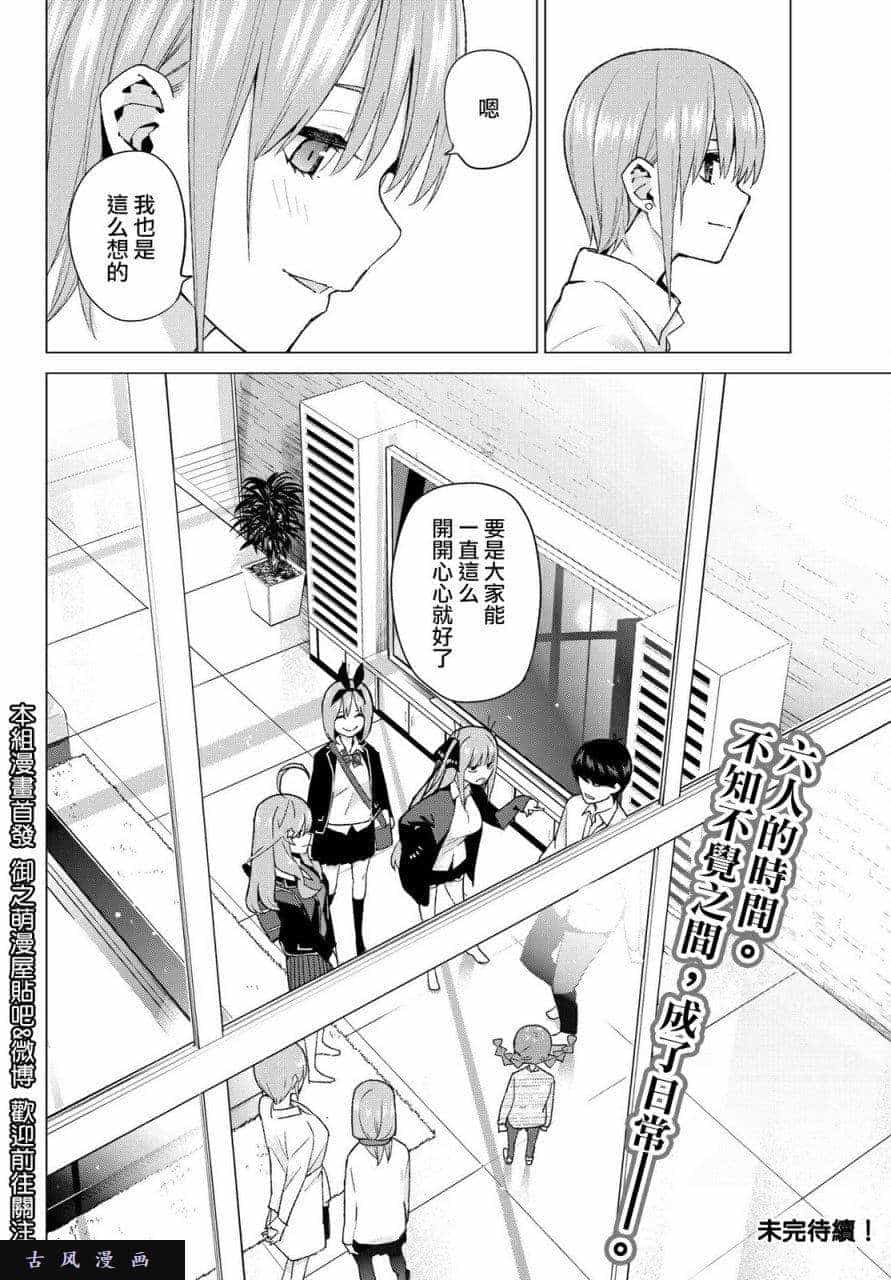 嗯
我也是
這么想的
要是大家能
一直這么
開開心心就好了
六人的時間。
不知不覺之間，成了日常——。
未完待續！
本組漫畫首發 御之萌漫屋貼吧&微博 歡迎前往關注
古风漫画